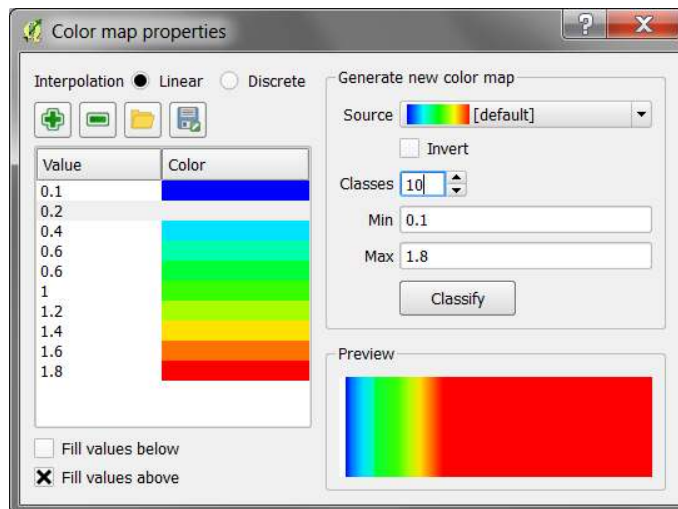 Color map properties
Interpolation Linear Discrete
Value Color
0.1
0.2
0.4
0.6
0.6
1
1.2
1.4
1.6
1.8
Fill values below
Fill values above
Generate new color map
Source [default]
Invert
Classes 10
Min 0.1
Max 1.8
Classify
Preview